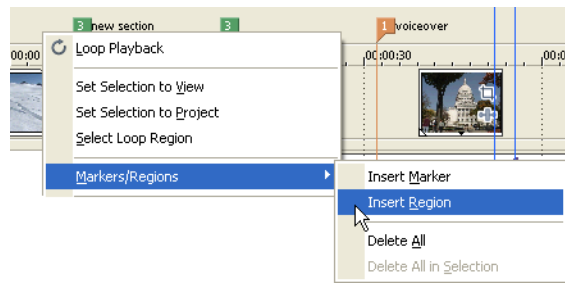 3 new section 3 1 voiceover
00:00 Loop Playback 00:00:30 00:0
Set Selection to View
Set Selection to Project
Select Loop Region
Markers/Regions Insert Marker
Insert Region
Delete All
Delete All in Selection